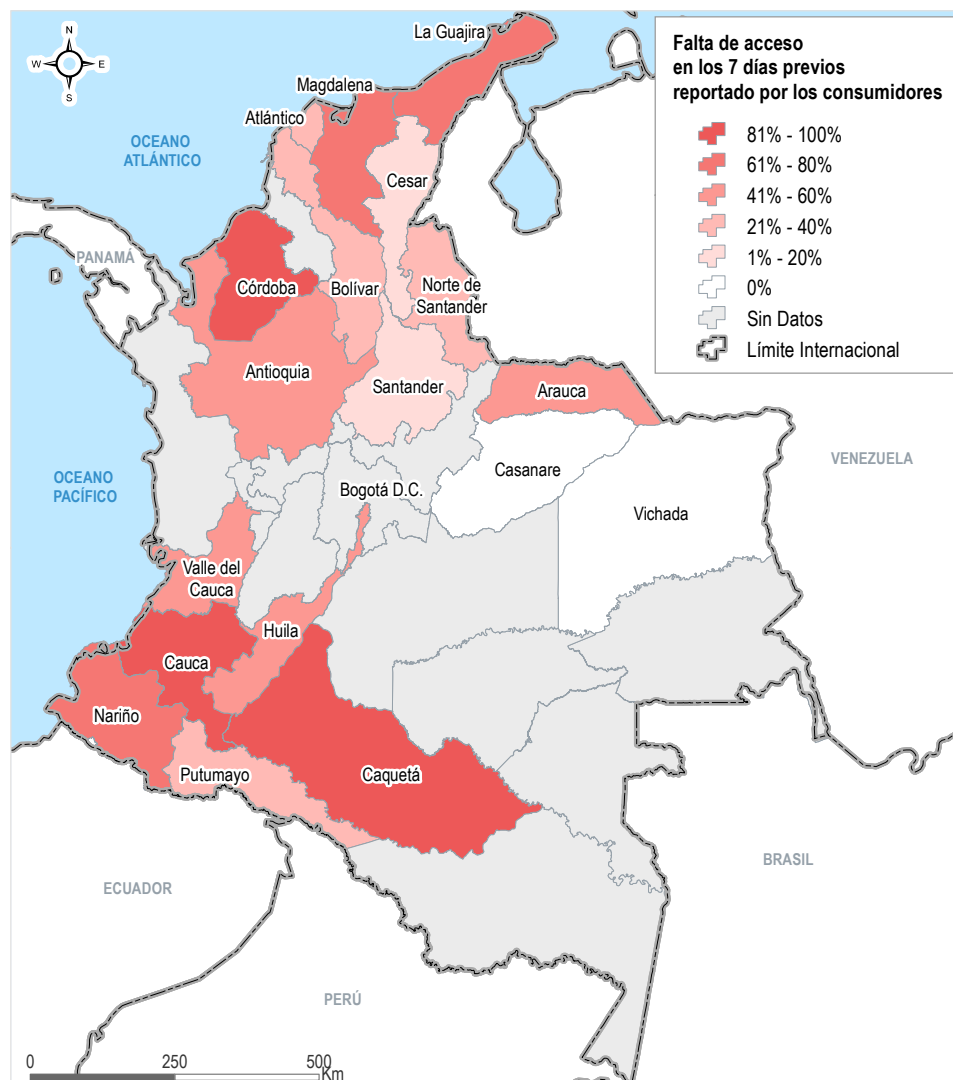 N
W
E
S
La Guajira
Magdalena
Atlántico
OCEANO
ATLÁNTICO
Cesar
PANAMÁ
Córdoba
Bolívar
Norte de
Santander
Antioquia
Santander
Arauca
Casanare
VENEZUELA
OCEANO
PACÍFICO
Bogotá D.C.
Vichada
Valle del
Cauca
Huila
Cauca
Nariño
Putumayo
Caquetá
BRASIL
ECUADOR
PERÚ
0
250
500
Km
Falta de acceso
en los 7 días previos
reportado por los consumidores
81% - 100%
61% - 80%
41% - 60%
21% - 40%
1% - 20%
0%
Sin Datos
Límite Internacional